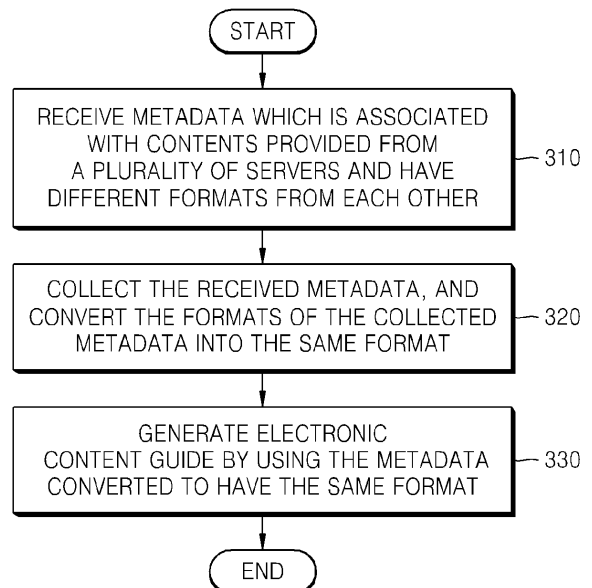 START
RECEIVE METADATA WHICH IS ASSOCIATED
WITH CONTENTS PROVIDED FROM
A PLURALITY OF SERVERS AND HAVE
DIFFERENT FORMATS FROM EACH OTHER
310
COLLECT THE RECEIVED METADATA, AND
CONVERT THE FORMATS OF THE COLLECTED
METADATA INTO THE SAME FORMAT
320
GENERATE ELECTRONIC
CONTENT GUIDE BY USING THE METADATA
CONVERTED TO HAVE THE SAME FORMAT
330
END